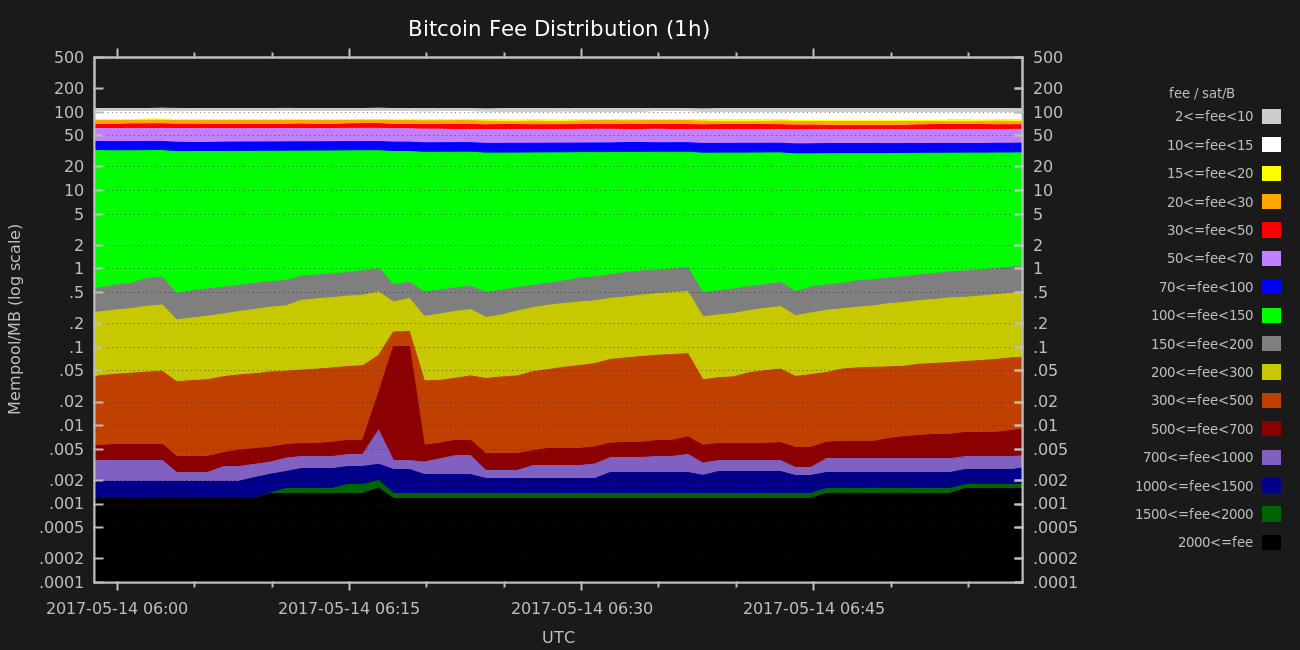 Bitcoin Fee Distribution (1h)
500
200
100
50
20
10
5
2
1
.5
.2
.1
.05
.02
.01
.005
.002
.001
.0005
.0002
.0001
Mempool/MB (log scale)
500
200
100
50
20
10
5
2
1
.5
.2
.1
.05
.02
.01
.005
.002
.001
.0005
.0002
.0001
2017-05-14 06:00 2017-05-14 06:15 2017-05-14 06:30 2017-05-14 06:45
UTC
fee / sat/B
2<=fee<10
10<=fee<15
15<=fee<20
20<=fee<30
30<=fee<50
50<=fee<70
70<=fee<100
100<=fee<150
150<=fee<200
200<=fee<300
300<=fee<500
500<=fee<700
700<=fee<1000
1000<=fee<1500
1500<=fee<2000
2000<=fee